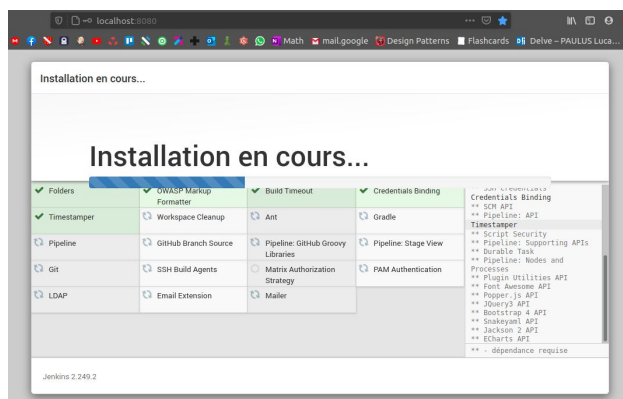 localhost:8080
Math
mail.google
Design Patterns
Flashcards
Delve – PAULUS Luca...
Installation en cours...
Installation en cours...
Folders
OWASP Markup Formatter
Build Timeout
Credentials Binding
Timestamper
Workspace Cleanup
Ant
Gradle
Pipeline
GitHub Branch Source
Pipeline: GitHub Groovy Libraries
Pipeline: Stage View
Git
SSH Build Agents
Matrix Authorization Strategy
PAM Authentication
LDAP
Email Extension
Mailer
** SSH Credentials
Credentials Binding
** SCM API
** Pipeline: API
Timestamper
** Script Security
** Pipeline: Supporting APIs
** Durable Task
** Pipeline: Nodes and
Processes
** Plugin Utilities API
** Font Awesome API
** Popper.js API
** JQuery3 API
** Bootstrap 4 API
** Snakeyaml API
** Jackson 2 API
** ECharts API
** - dépendance requise
Jenkins 2.249.2